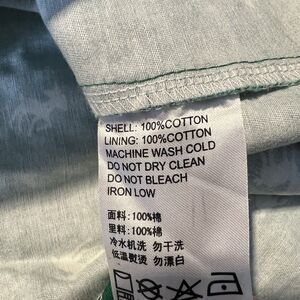 SHELL: 100%COTTON
LINING: 100%COTTON
MACHINE WASH COLD
DO NOT DRY CLEAN
DO NOT BLEACH
IRON LOW
面料: 100%棉
里料: 100%棉
冷水机洗 勿干洗
低温熨烫 勿漂白